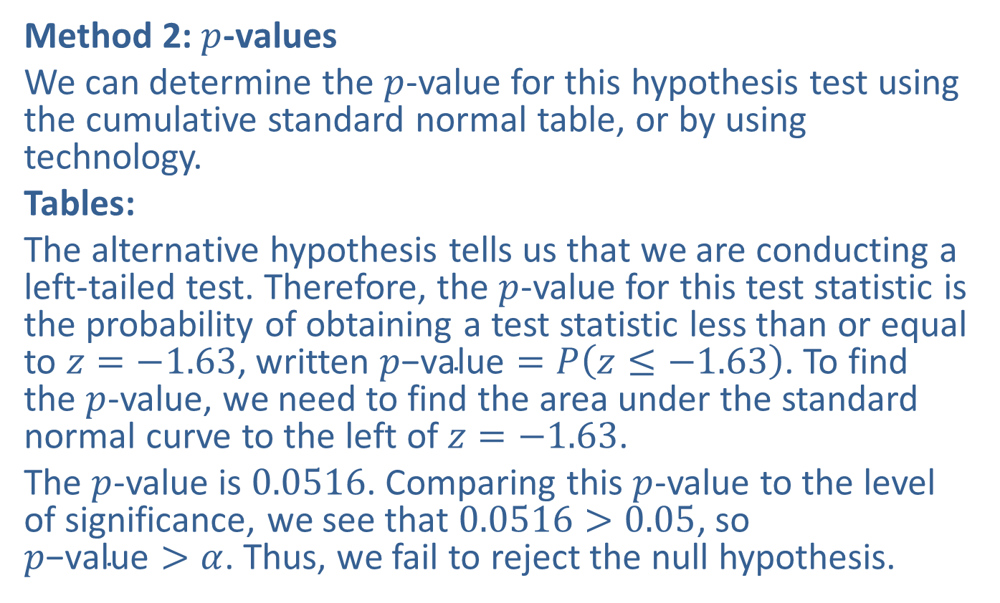 Method 2: p-values
We can determine the p-value for this hypothesis test using
the cumulative standard normal table, or by using
technology.
Tables:
The alternative hypothesis tells us that we are conducting a
left-tailed test. Therefore, the p-value for this test statistic is
the probability of obtaining a test statistic less than or equal
to z = −1.63, written p−value = P(z ≤ −1.63). To find
the p-value, we need to find the area under the standard
normal curve to the left of z = −1.63.
The p-value is 0.0516. Comparing this p-value to the level
of significance, we see that 0.0516 > 0.05, so
p−value > α. Thus, we fail to reject the null hypothesis.